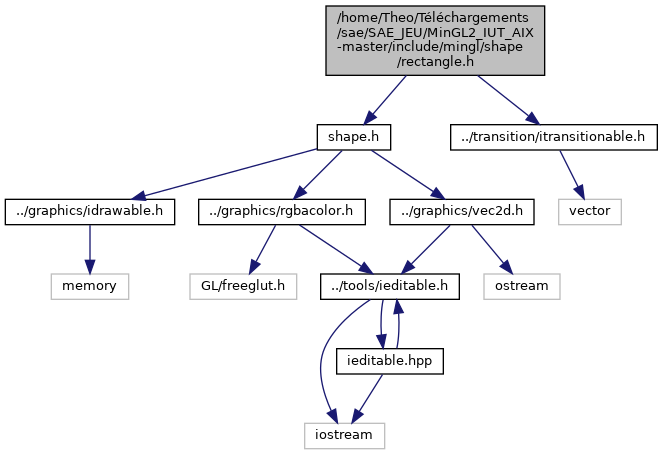 /home/Theo/Téléchargements
/sae/SAE_JEU/MinGL2_IUT_AIX
-master/include/mingl/shape
/rectangle.h
shape.h
../transition/itransitionable.h
../graphics/idrawable.h
../graphics/rgbacolor.h
../graphics/vec2d.h
vector
memory
GL/freeglut.h
../tools/ieditable.h
ostream
ieditable.hpp
iostream